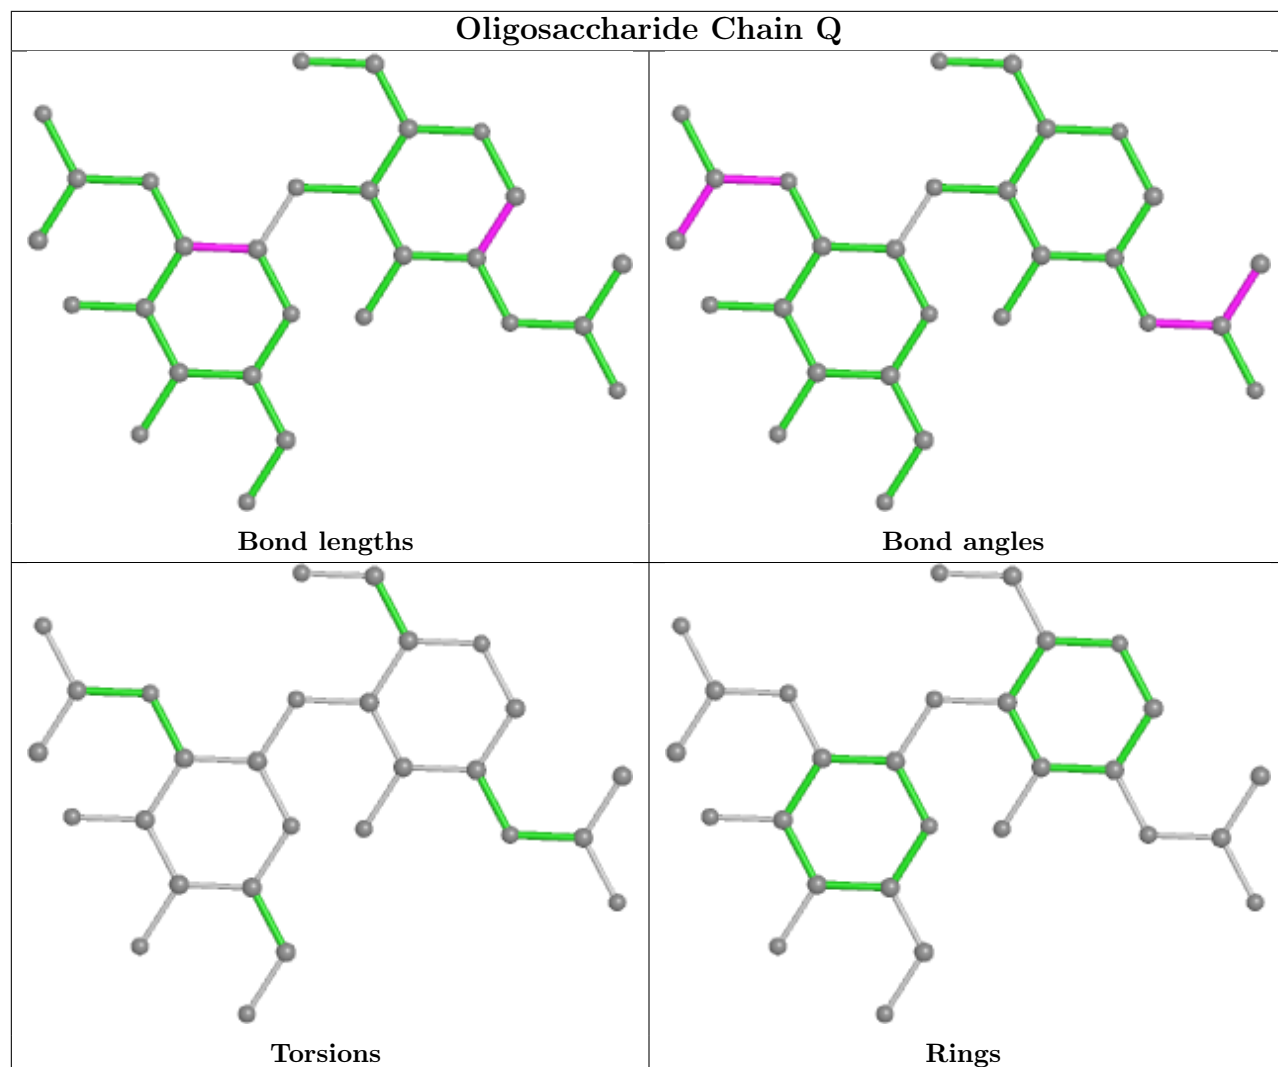 Oligosaccharide Chain Q
Bond lengths
Bond angles
Torsions
Rings